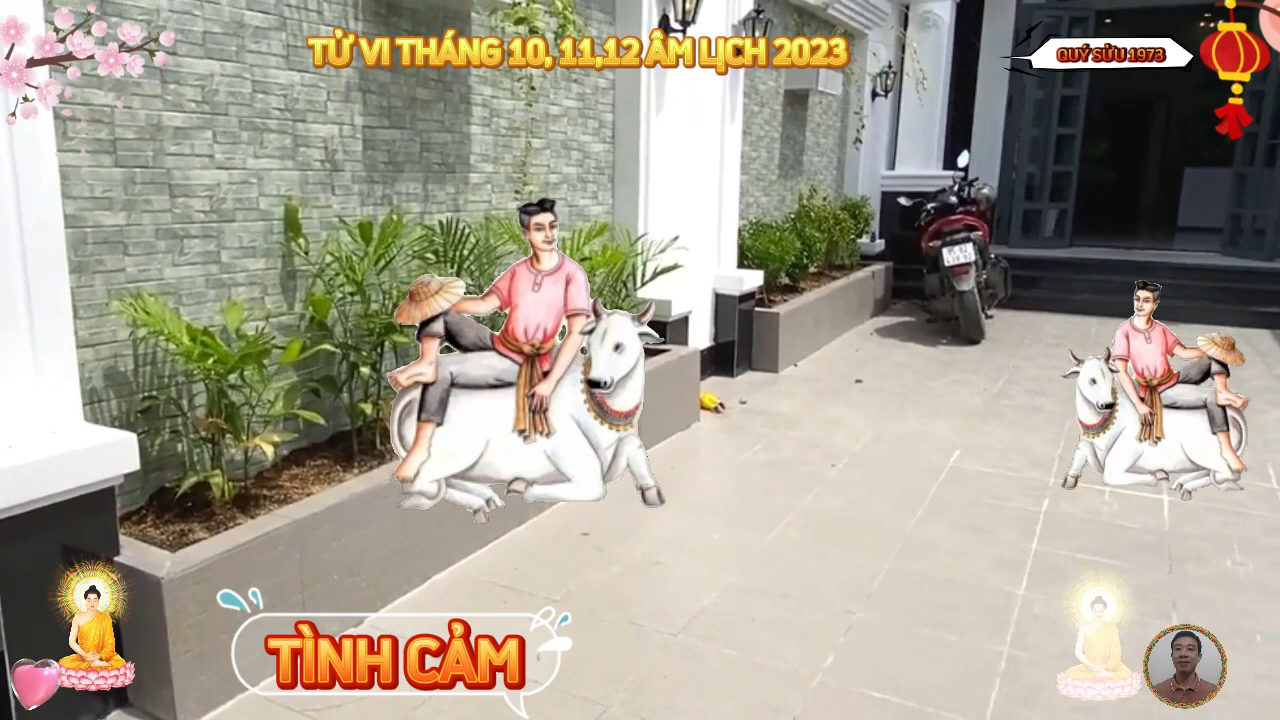 TỬ VI THÁNG 10, 11,12 ÂM LỊCH 2023
QUÝ SỬU 1973
TÌNH CẢM